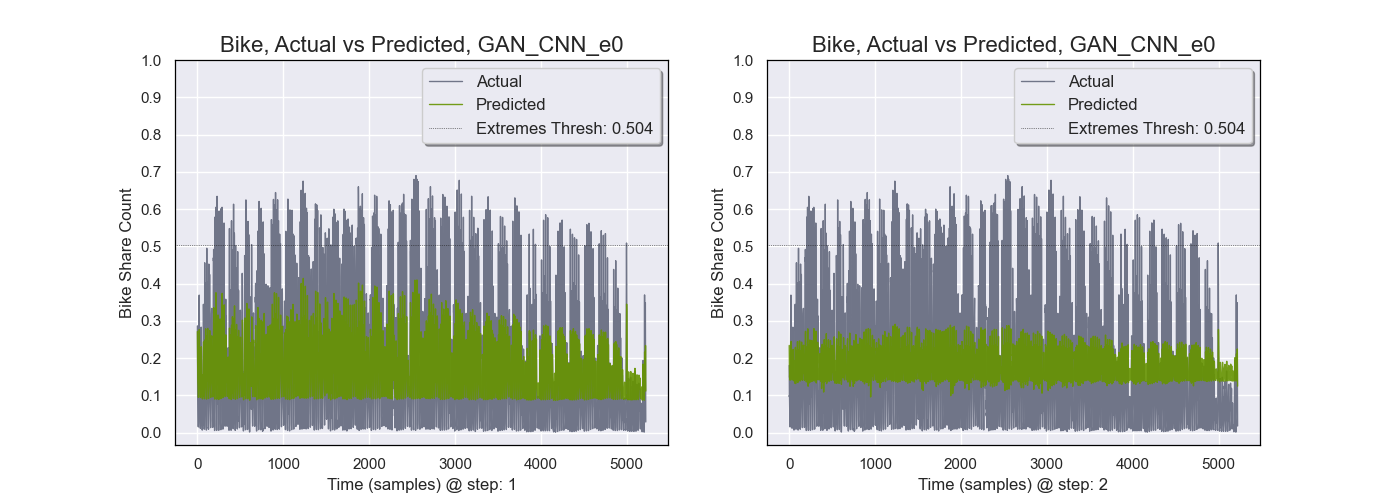 Bike, Actual vs Predicted, GAN_CNN_e0
1.0
0.9
0.8
0.7
0.6
0.5
0.4
0.3
0.2
0.1
0.0
Bike Share Count
Actual
Predicted
Extremes Thresh: 0.504
0 1000 2000 3000 4000 5000
Time (samples) @ step: 1
Bike, Actual vs Predicted, GAN_CNN_e0
1.0
0.9
0.8
0.7
0.6
0.5
0.4
0.3
0.2
0.1
0.0
Bike Share Count
Actual
Predicted
Extremes Thresh: 0.504
0 1000 2000 3000 4000 5000
Time (samples) @ step: 2